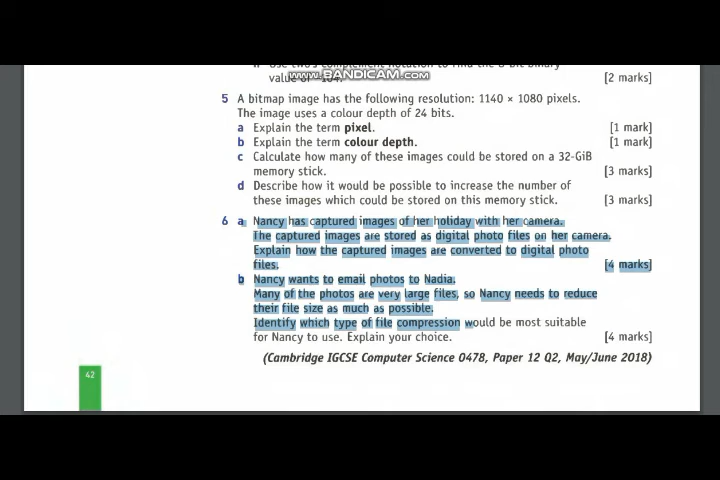 www.BANDICAM.com
value of −104. [2 marks]
5 A bitmap image has the following resolution: 1140 × 1080 pixels.
The image uses a colour depth of 24 bits.
a Explain the term pixel. [1 mark]
b Explain the term colour depth. [1 mark]
c Calculate how many of these images could be stored on a 32-GiB
memory stick. [3 marks]
d Describe how it would be possible to increase the number of
these images which could be stored on this memory stick. [3 marks]
6 a Nancy has captured images of her holiday with her camera.
The captured images are stored as digital photo files on her camera.
Explain how the captured images are converted to digital photo
files. [4 marks]
b Nancy wants to email photos to Nadia.
Many of the photos are very large files, so Nancy needs to reduce
their file size as much as possible.
Identify which type of file compression would be most suitable
for Nancy to use. Explain your choice. [4 marks]
(Cambridge IGCSE Computer Science 0478, Paper 12 Q2, May/June 2018)
42